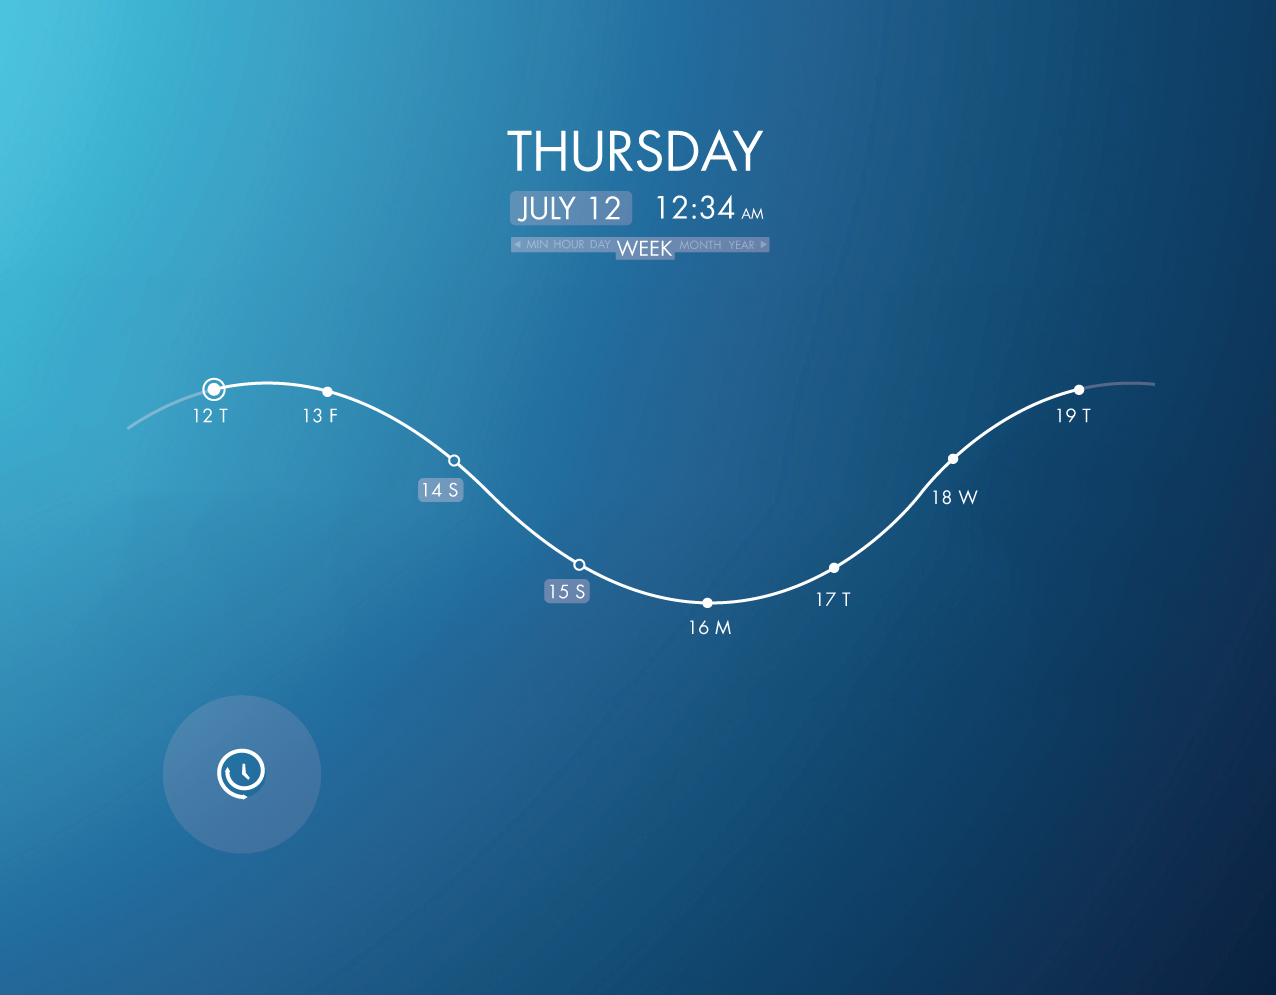 THURSDAY
JULY 12 12:34 AM
MIN HOUR DAY WEEK MONTH YEAR
12 T
13 F
14 S
15 S
16 M
17 T
18 W
19 T